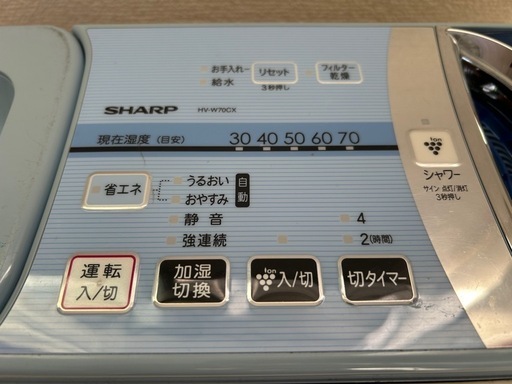 お手入れ
給水
リセット
3秒押し
フィルター
乾燥
SHARP
HV-W70CX
現在湿度（目安） 30 40 50 60 70
ion
シャワー
サイン 点灯/消灯
3秒押し
省エネ
うるおい
おやすみ
自動
静音
強連続
4
2(時間)
運転
入/切
加湿
切換
ion
入/切
切タイマー